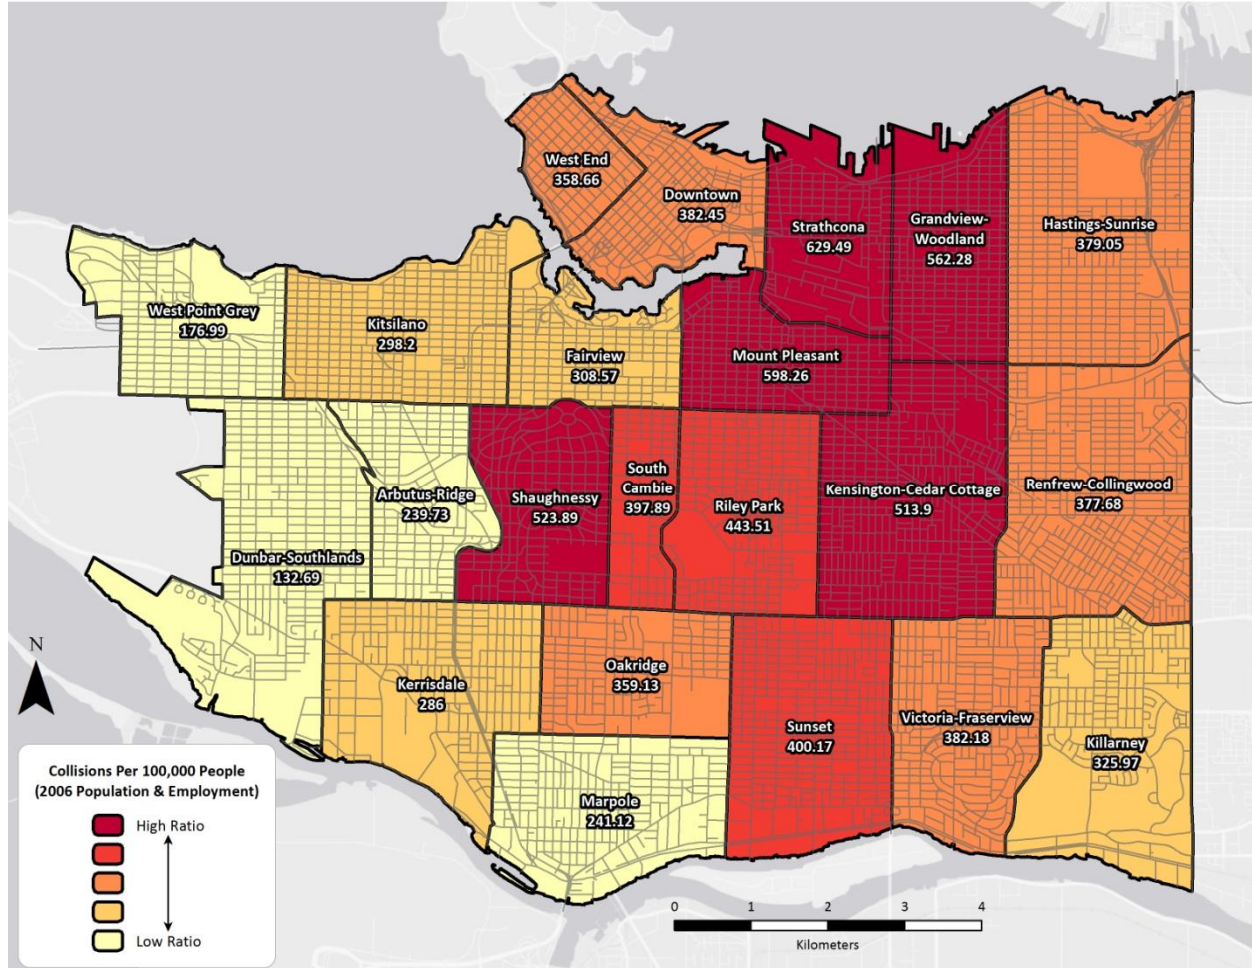 West End
358.66
Downtown
382.45
Strathcona
629.49
Grandview-
Woodland
562.28
Hastings-Sunrise
379.05
West Point Grey
176.99
Kitsilano
298.2
Fairview
308.57
Mount Pleasant
598.26
Dunbar-Southlands
132.69
Arbutus-Ridge
239.73
Shaughnessy
523.89
South
Cambie
397.89
Riley Park
443.51
Kensington-Cedar Cottage
513.9
Renfrew-Collingwood
377.68
Kerrisdale
286
Oakridge
359.13
Sunset
400.17
Victoria-Fraserview
382.18
Killarney
325.97
Marpole
241.12
N
Collisions Per 100,000 People
(2006 Population & Employment)
High Ratio
Low Ratio
0 1 2 3 4
Kilometers